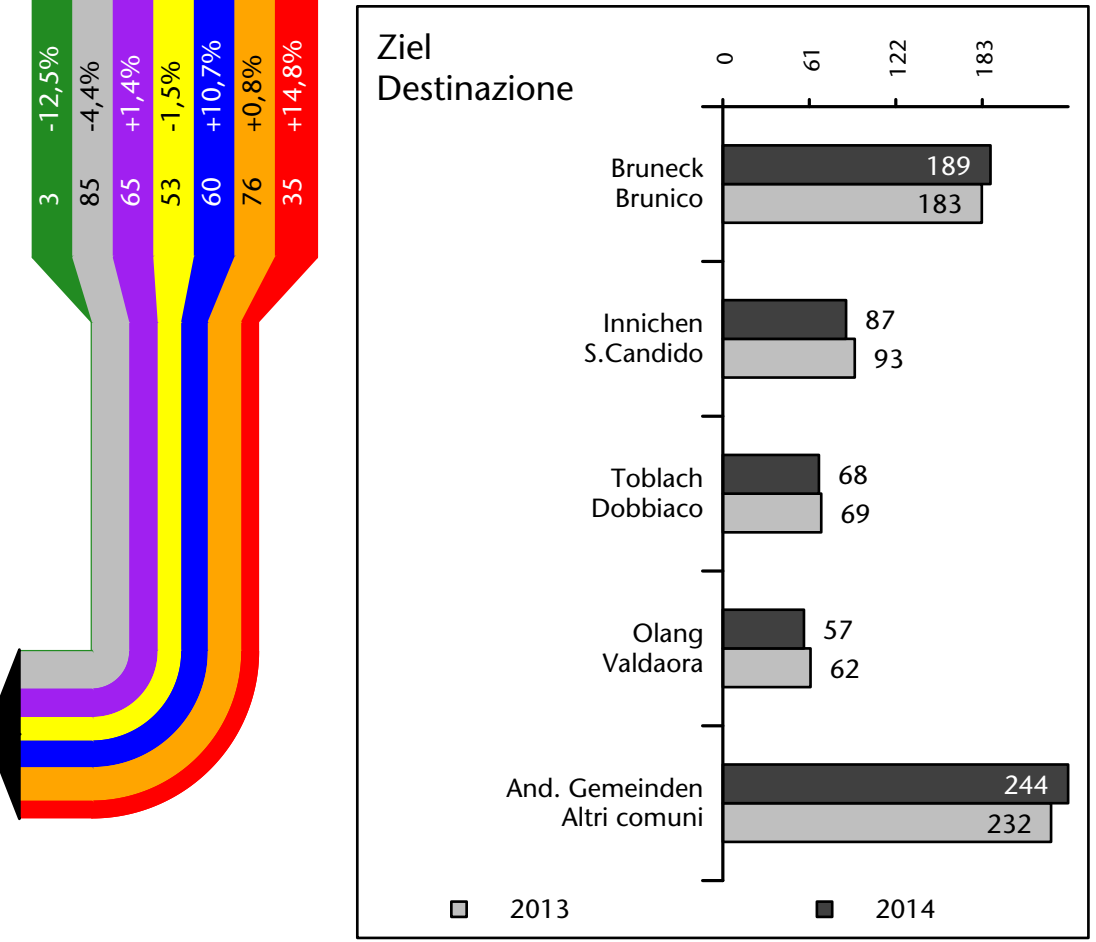 3 -12,5%
85 -4,4%
65 +1,4%
53 -1,5%
60 +10,7%
76 +0,8%
35 +14,8%
Ziel
Destinazione
0
61
122
183
Bruneck
Brunico
189
183
Innichen
S.Candido
87
93
Toblach
Dobbiaco
68
69
Olang
Valdaora
57
62
And. Gemeinden
Altri comuni
244
232
2013
2014